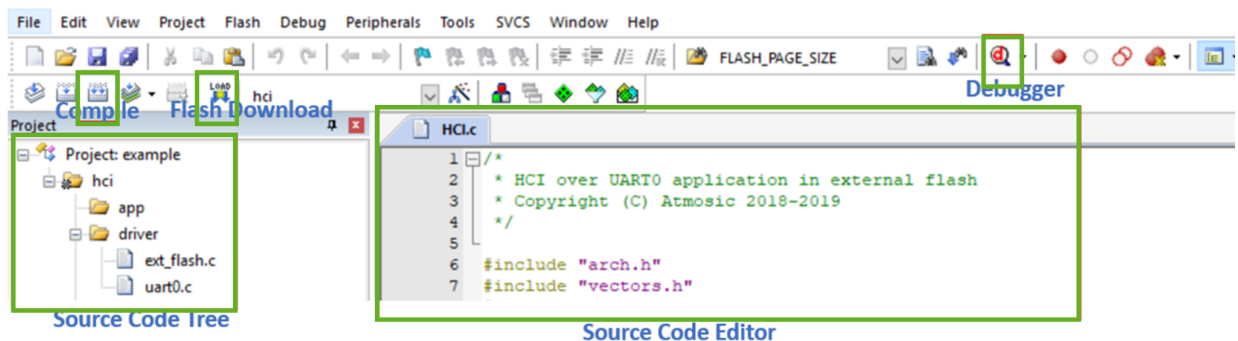 File Edit View Project Flash Debug Peripherals Tools SVCS Window Help
FLASH_PAGE_SIZE
LOAD hci
Compile Flash Download Debugger
Project HCI.c
Project: example
hci
app
driver
ext_flash.c
uart0.c
1 /*
2 * HCI over UART0 application in external flash
3 * Copyright (C) Atmosic 2018-2019
4 */
5
6 #include "arch.h"
7 #include "vectors.h"
Source Code Tree
Source Code Editor